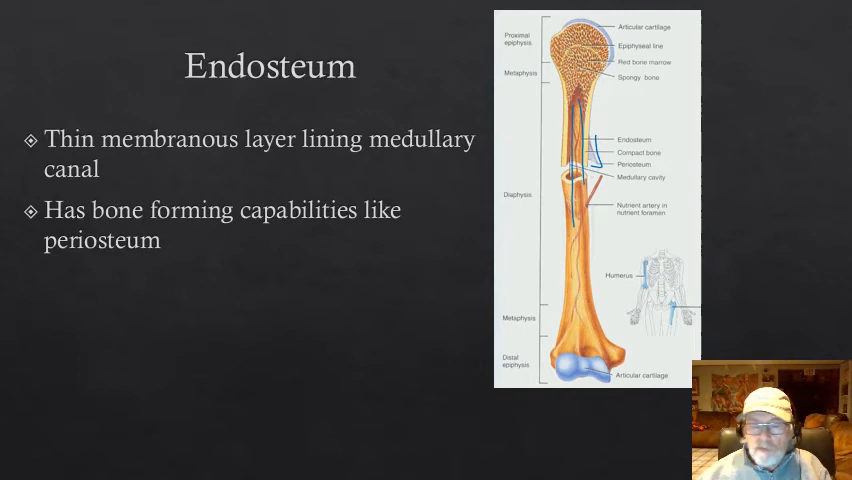 Endosteum
Thin membranous layer lining medullary
canal
Has bone forming capabilities like
periosteum
Proximal
epiphysis
Metaphysis
Diaphysis
Metaphysis
Distal
epiphysis
Articular cartilage
Epiphyseal line
Red bone marrow
Spongy bone
Endosteum
Compact bone
Periosteum
Medullary cavity
Nutrient artery in
nutrient foramen
Humerus
Articular cartilage